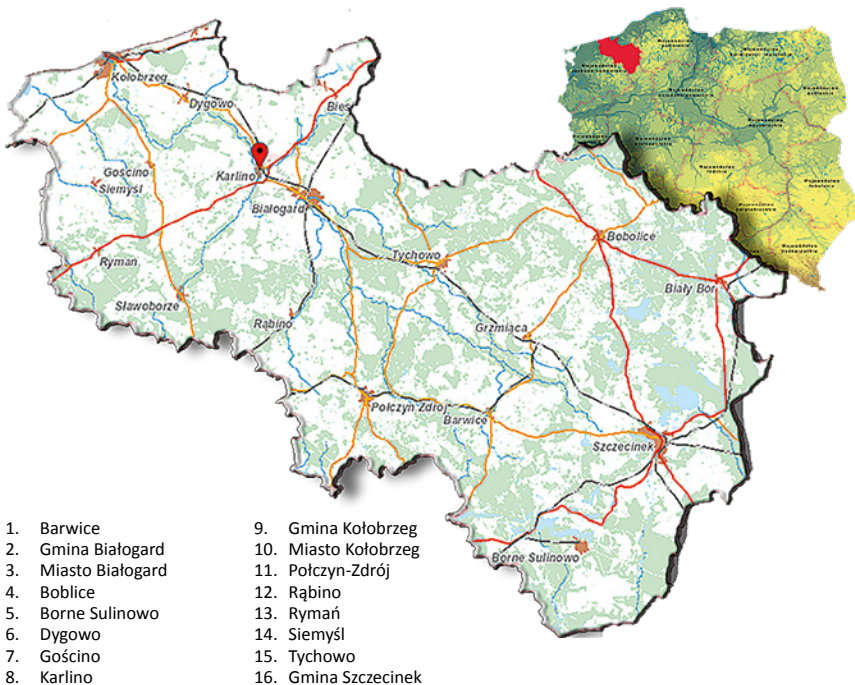 Kołobrzeg
Dygowo
Bies
Gościno
Siemyśl
Karlino
Białogard
Ryman
Sławoborze
Rąbino
Tychowo
Bobolice
Biały Bór
Grzmiąca
Połczyn Zdrój
Barwice
Szczecinek
Borne Sulinowo
1. Barwice
2. Gmina Białogard
3. Miasto Białogard
4. Boblice
5. Borne Sulinowo
6. Dygowo
7. Gościno
8. Karlino
9. Gmina Kołobrzeg
10. Miasto Kołobrzeg
11. Połczyn-Zdrój
12. Rąbino
13. Rymań
14. Siemyśl
15. Tychowo
16. Gmina Szczecinek